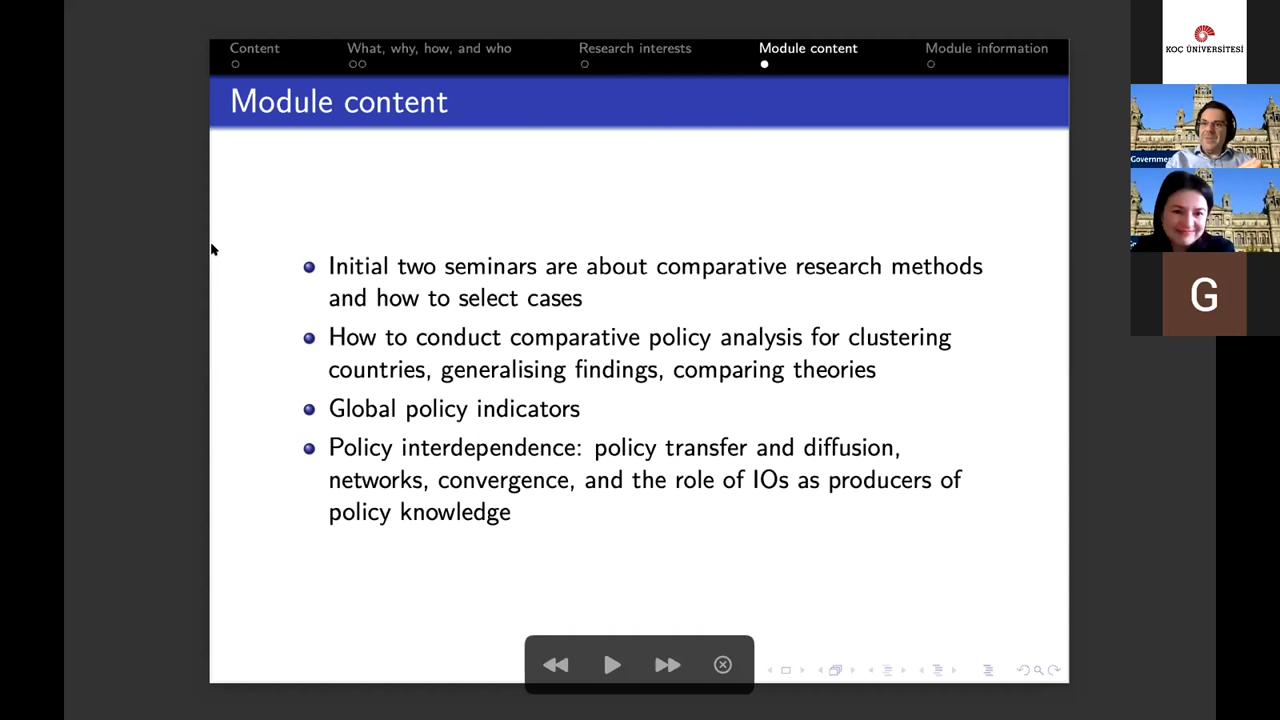 Content
What, why, how, and who
Research interests
Module content
Module information
Module content
Initial two seminars are about comparative research methods
and how to select cases
How to conduct comparative policy analysis for clustering
countries, generalising findings, comparing theories
Global policy indicators
Policy interdependence: policy transfer and diffusion,
networks, convergence, and the role of IOs as producers of
policy knowledge
KOÇ ÜNİVERSİTESİ
G